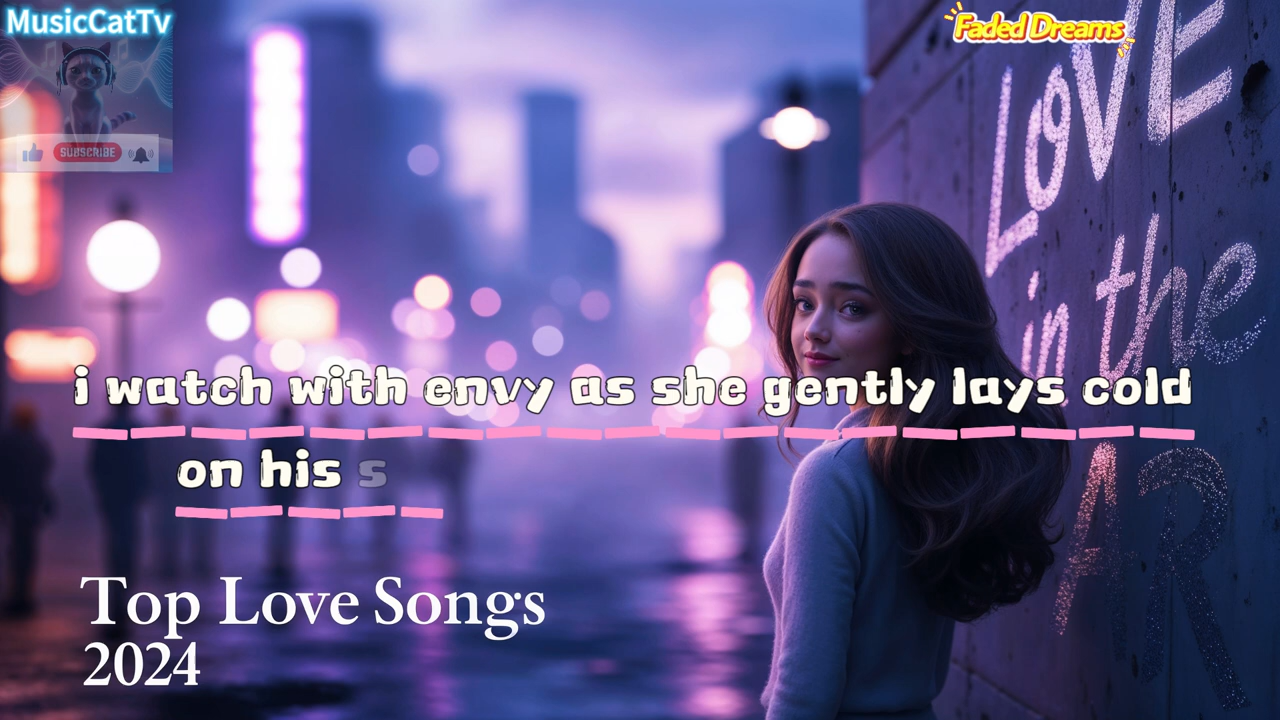 MusicCatTv
SUBSCRIBE
Faded Dreams
LOVE
in the
AR
i watch with envy as she gently lays cold
on his s
Top Love Songs
2024